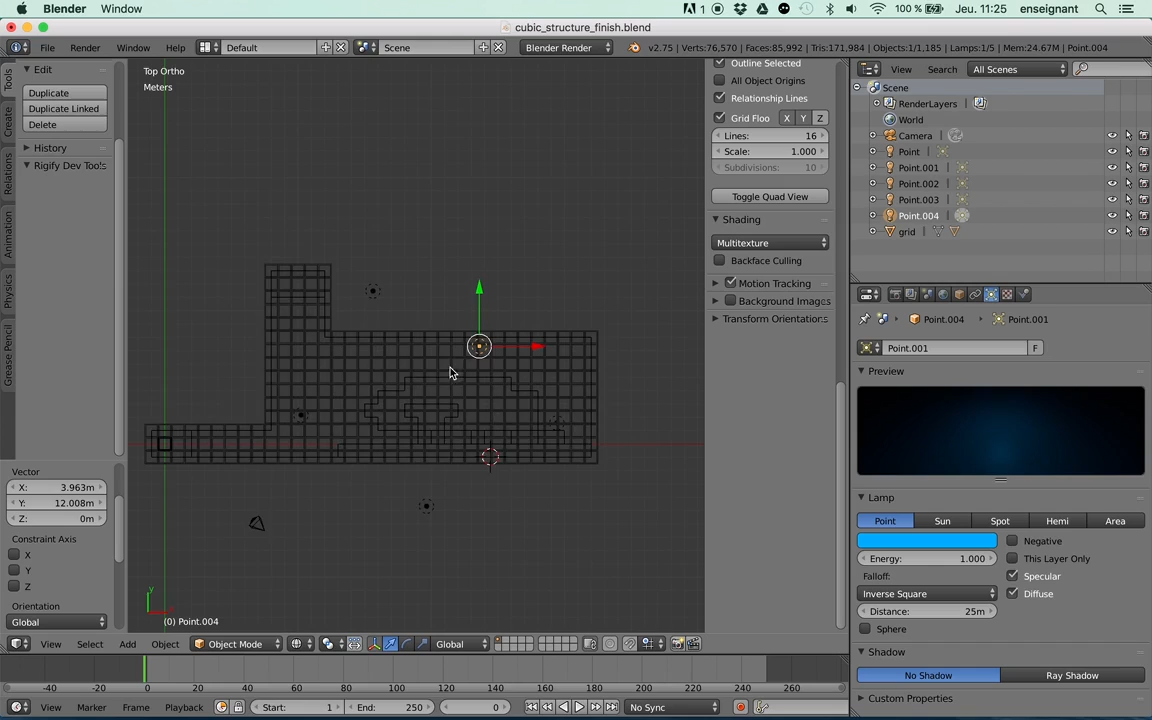 Blender Window 100 % Jeu. 11:25 enseignant
cubic_structure_finish.blend
File Render Window Help Default Scene Blender Render v2.75 | Verts:76,570 | Faces:85,992 | Tris:171,984 | Objects:1/1,185 | Lamps:1/5 | Mem:24.67M | Point.004
Tools
Create
Relations
Animation
Physics
Grease Pencil
Edit
Duplicate
Duplicate Linked
Delete
History
Rigify Dev Tools
Vector
X: 3.963m
Y: 12.008m
Z: 0m
Constraint Axis
X
Y
Z
Orientation
Global
Top Ortho
Meters
y
(0) Point.004
Outline Selected
All Object Origins
Relationship Lines
Grid Floo X Y Z
Lines: 16
Scale: 1.000
Subdivisions: 10
Toggle Quad View
Shading
Multitexture
Backface Culling
Motion Tracking
Background Images
Transform Orientations
View Search All Scenes
Scene
RenderLayers
World
Camera
Point
Point.001
Point.002
Point.003
Point.004
grid
Point.004 Point.001
Point.001 F
Preview
Lamp
Point Sun Spot Hemi Area
Negative
Energy: 1.000 This Layer Only
Falloff: Specular
Inverse Square Diffuse
Distance: 25m
Sphere
Shadow
No Shadow Ray Shadow
Custom Properties
View Select Add Object Object Mode Global
-40 -20 0 20 40 60 80 100 120 140 160 180 200 220 240 260
View Marker Frame Playback Start: 1 End: 250 0 No Sync